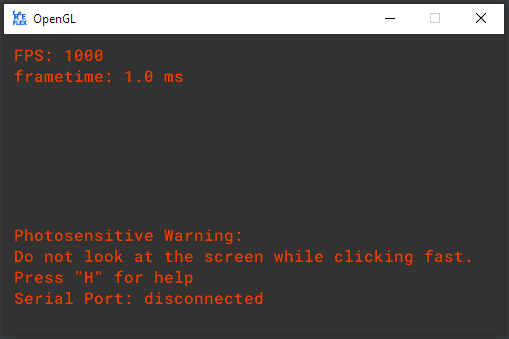 ICE
FLEX
OpenGL
FPS: 1000
frametime: 1.0 ms
Photosensitive Warning:
Do not look at the screen while clicking fast.
Press "H" for help
Serial Port: disconnected